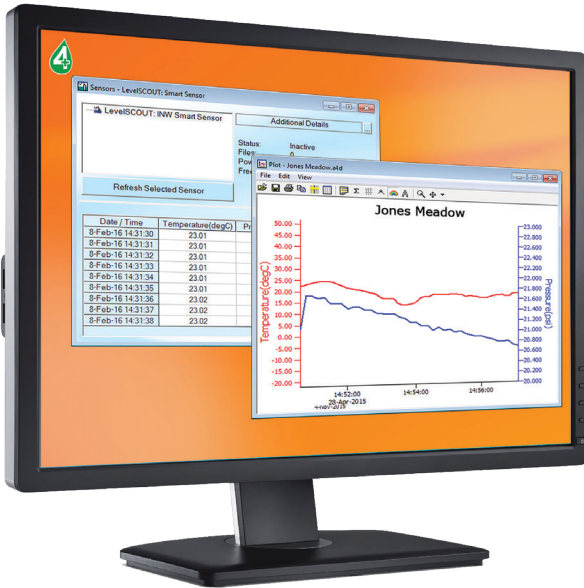 4
Sensors - LevelSCOUT: Smart Sensor
LevelSCOUT: INW Smart Sensor
Additional Details
...
Status: Inactive
Files: 0
Refresh Selected Sensor
Date / Time Temperature(degC)
8-Feb-16 14:31:30 23.01
8-Feb-16 14:31:31 23.01
8-Feb-16 14:31:32 23.01
8-Feb-16 14:31:33 23.01
8-Feb-16 14:31:34 23.01
8-Feb-16 14:31:35 23.01
8-Feb-16 14:31:36 23.02
8-Feb-16 14:31:37 23.02
8-Feb-16 14:31:38 23.02
Plot - Jones Meadow.a4d
File Edit View
Jones Meadow
Temperature(degC)
50.00
45.00
40.00
35.00
30.00
25.00
20.00
15.00
10.00
5.00
0.00
-5.00
-10.00
-15.00
-20.00
Pressure(psi)
23.000
22.800
22.600
22.400
22.200
22.000
21.800
21.600
21.400
21.200
21.000
20.800
20.600
20.400
20.200
20.000
14:52:00 14:54:00 14:56:00
28-Apr-2015
4-Nov-2015